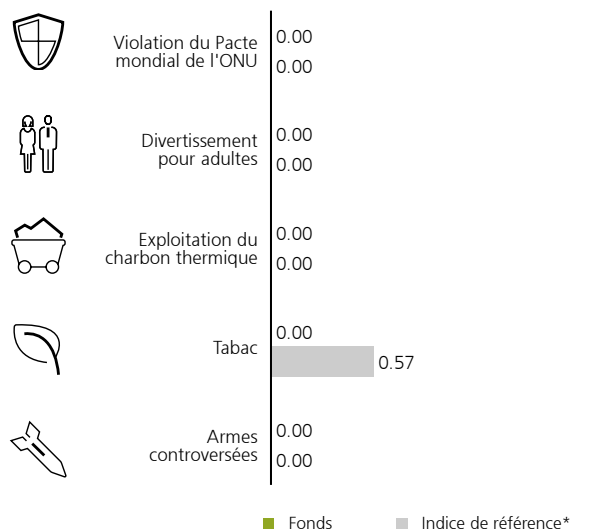 Violation du Pacte
mondial de l'ONU
0.00
0.00
Divertissement
pour adultes
0.00
0.00
Exploitation du
charbon thermique
0.00
0.00
Tabac
0.00
0.57
Armes
controversées
0.00
0.00
Fonds
Indice de référence*